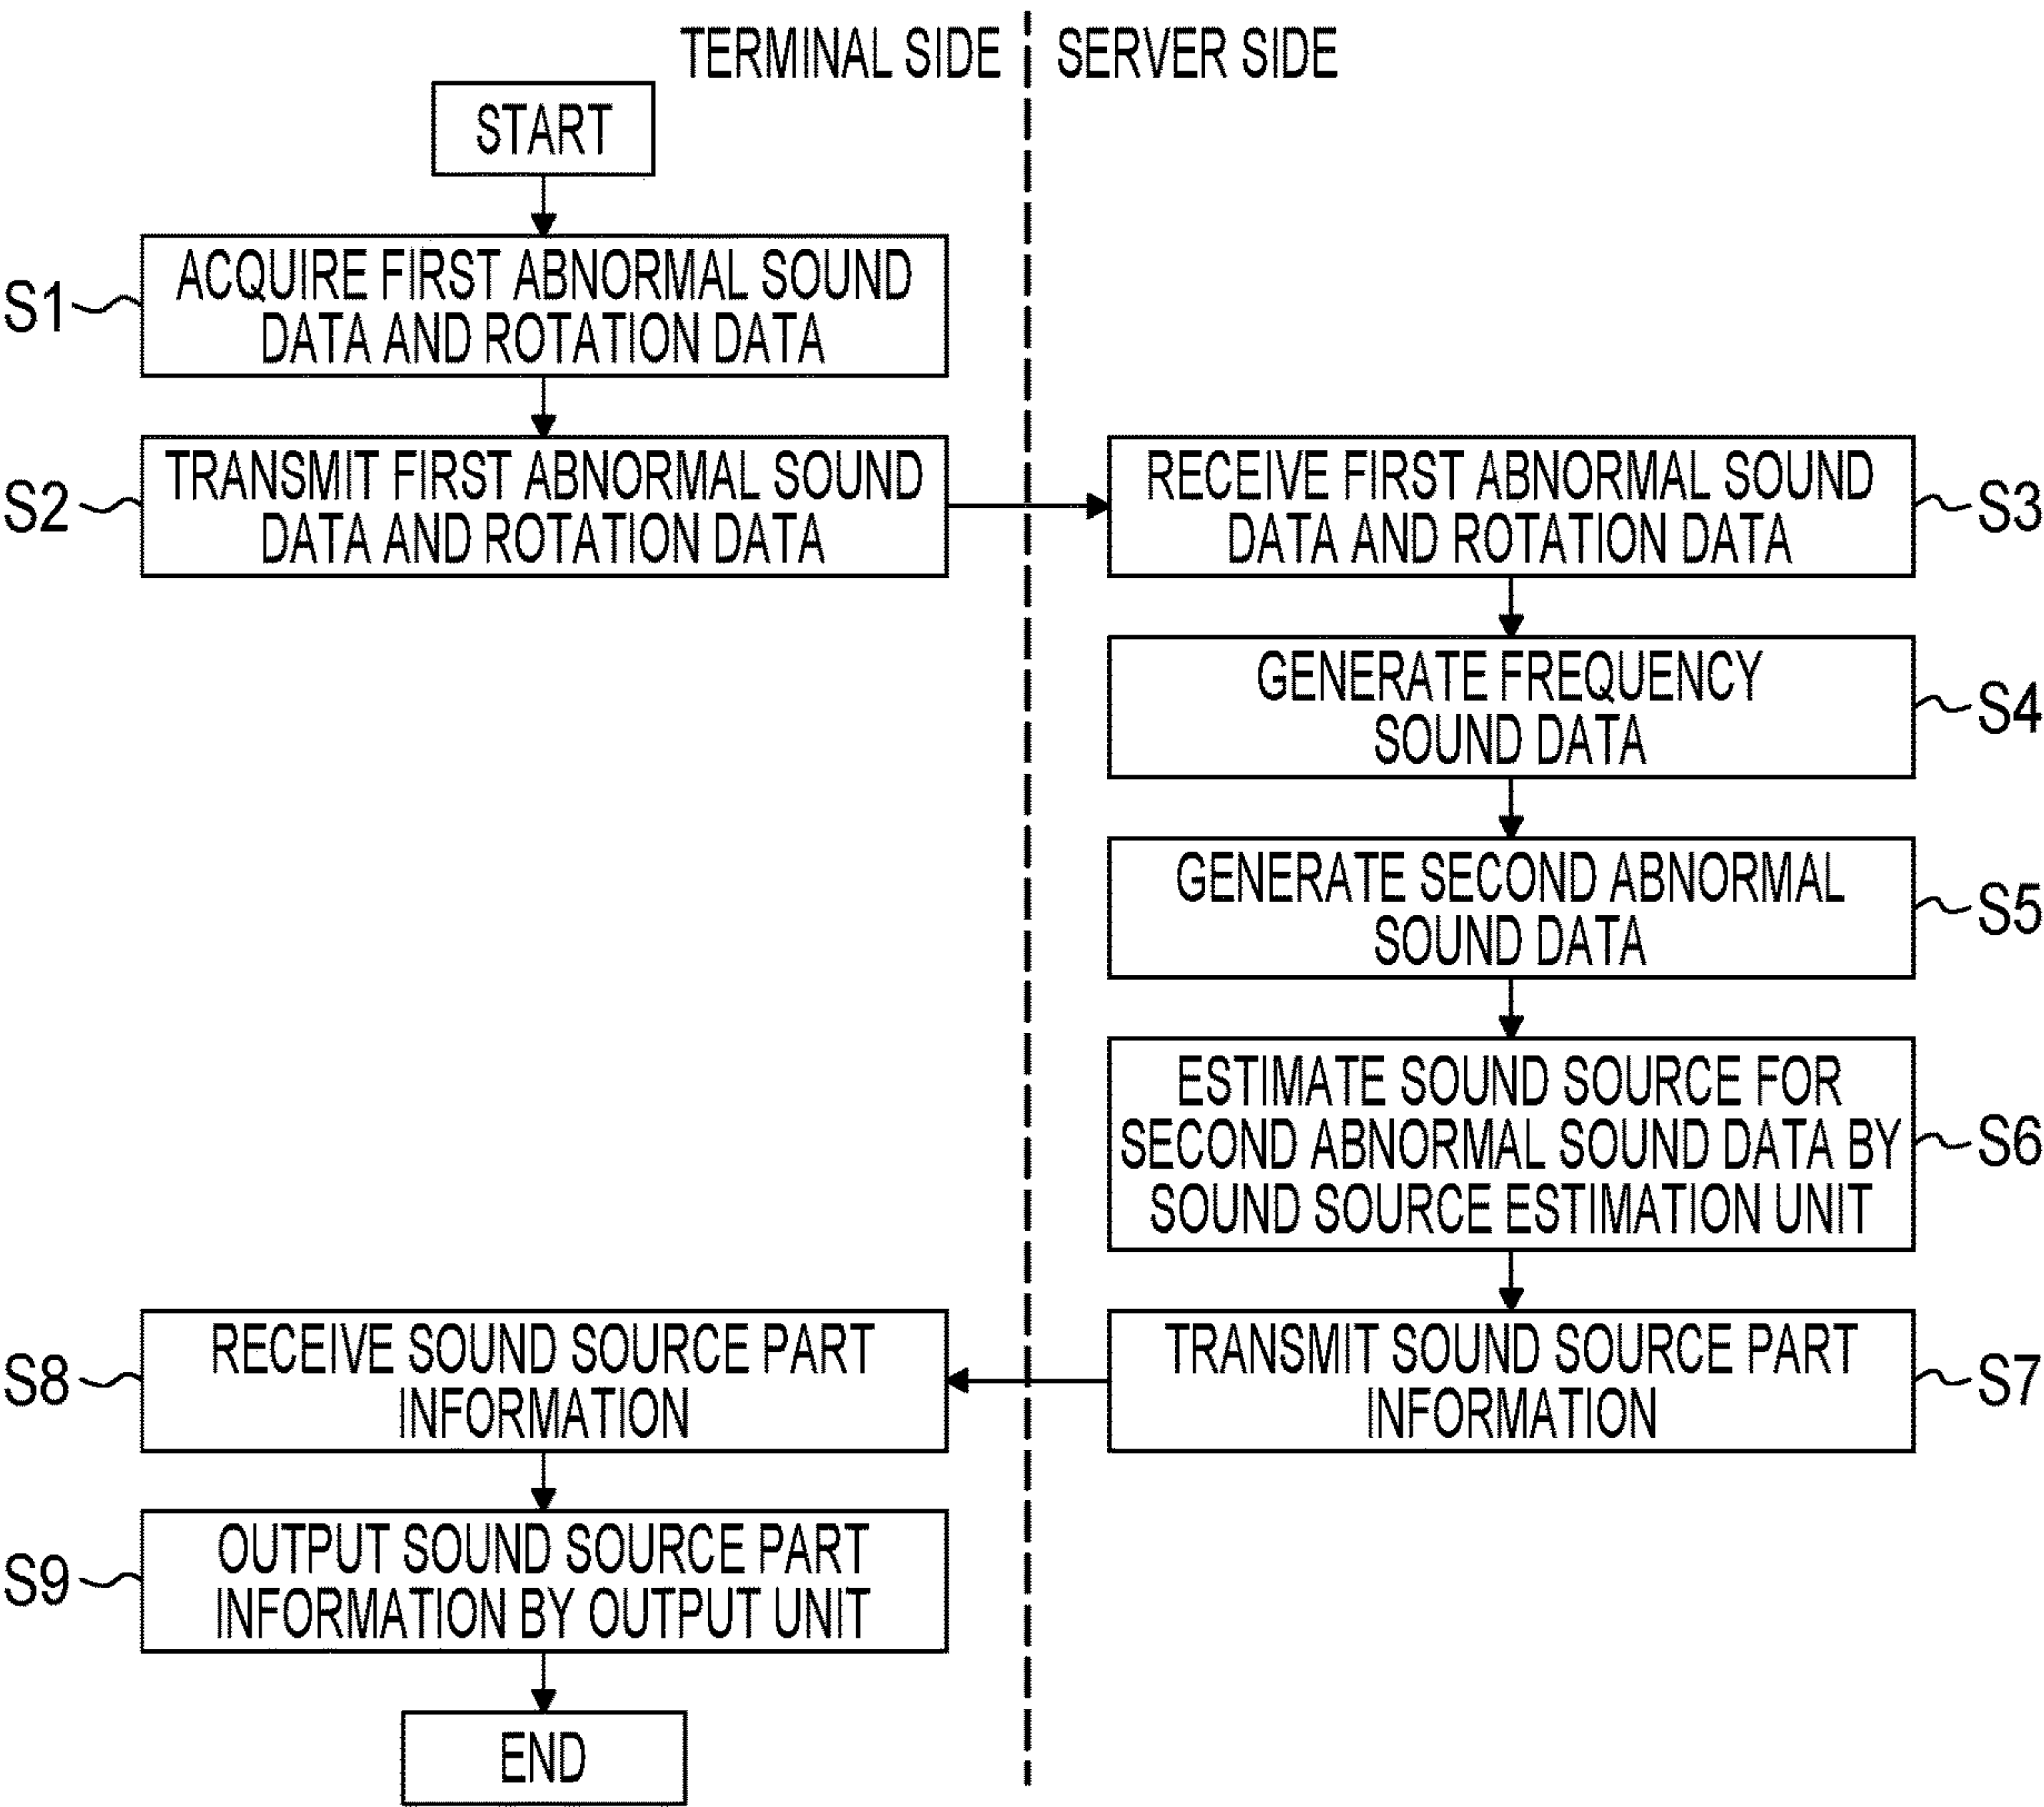 TERMINAL SIDE
SERVER SIDE
START
S1
ACQUIRE FIRST ABNORMAL SOUND
DATA AND ROTATION DATA
S2
TRANSMIT FIRST ABNORMAL SOUND
DATA AND ROTATION DATA
RECEIVE FIRST ABNORMAL SOUND
DATA AND ROTATION DATA
S3
GENERATE FREQUENCY
SOUND DATA
S4
GENERATE SECOND ABNORMAL
SOUND DATA
S5
ESTIMATE SOUND SOURCE FOR
SECOND ABNORMAL SOUND DATA BY
SOUND SOURCE ESTIMATION UNIT
S6
TRANSMIT SOUND SOURCE PART
INFORMATION
S7
S8
RECEIVE SOUND SOURCE PART
INFORMATION
S9
OUTPUT SOUND SOURCE PART
INFORMATION BY OUTPUT UNIT
END